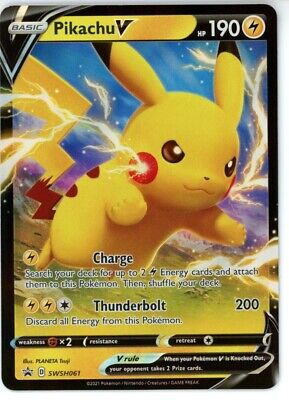 BASIC Pikachu V HP 190
Charge
Search your deck for up to 2 Energy cards and attach
them to this Pokémon. Then, shuffle your deck.
Thunderbolt 200
Discard all Energy from this Pokémon.
weakness ×2 resistance retreat
Illus. PLANETA Tsuji
V rule When your Pokémon V is Knocked Out,
your opponent takes 2 Prize cards.
D SWSH061 ©2021 Pokémon / Nintendo / Creatures / GAME FREAK